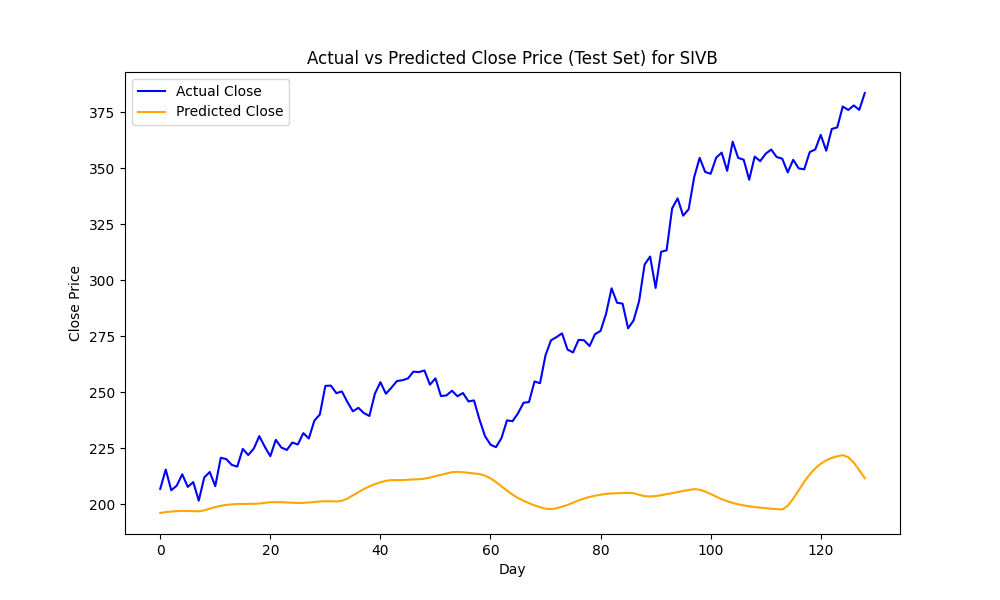 Actual vs Predicted Close Price (Test Set) for SIVB
Actual Close
Predicted Close
Close Price
375
350
325
300
275
250
225
200
0 20 40 60 80 100 120
Day